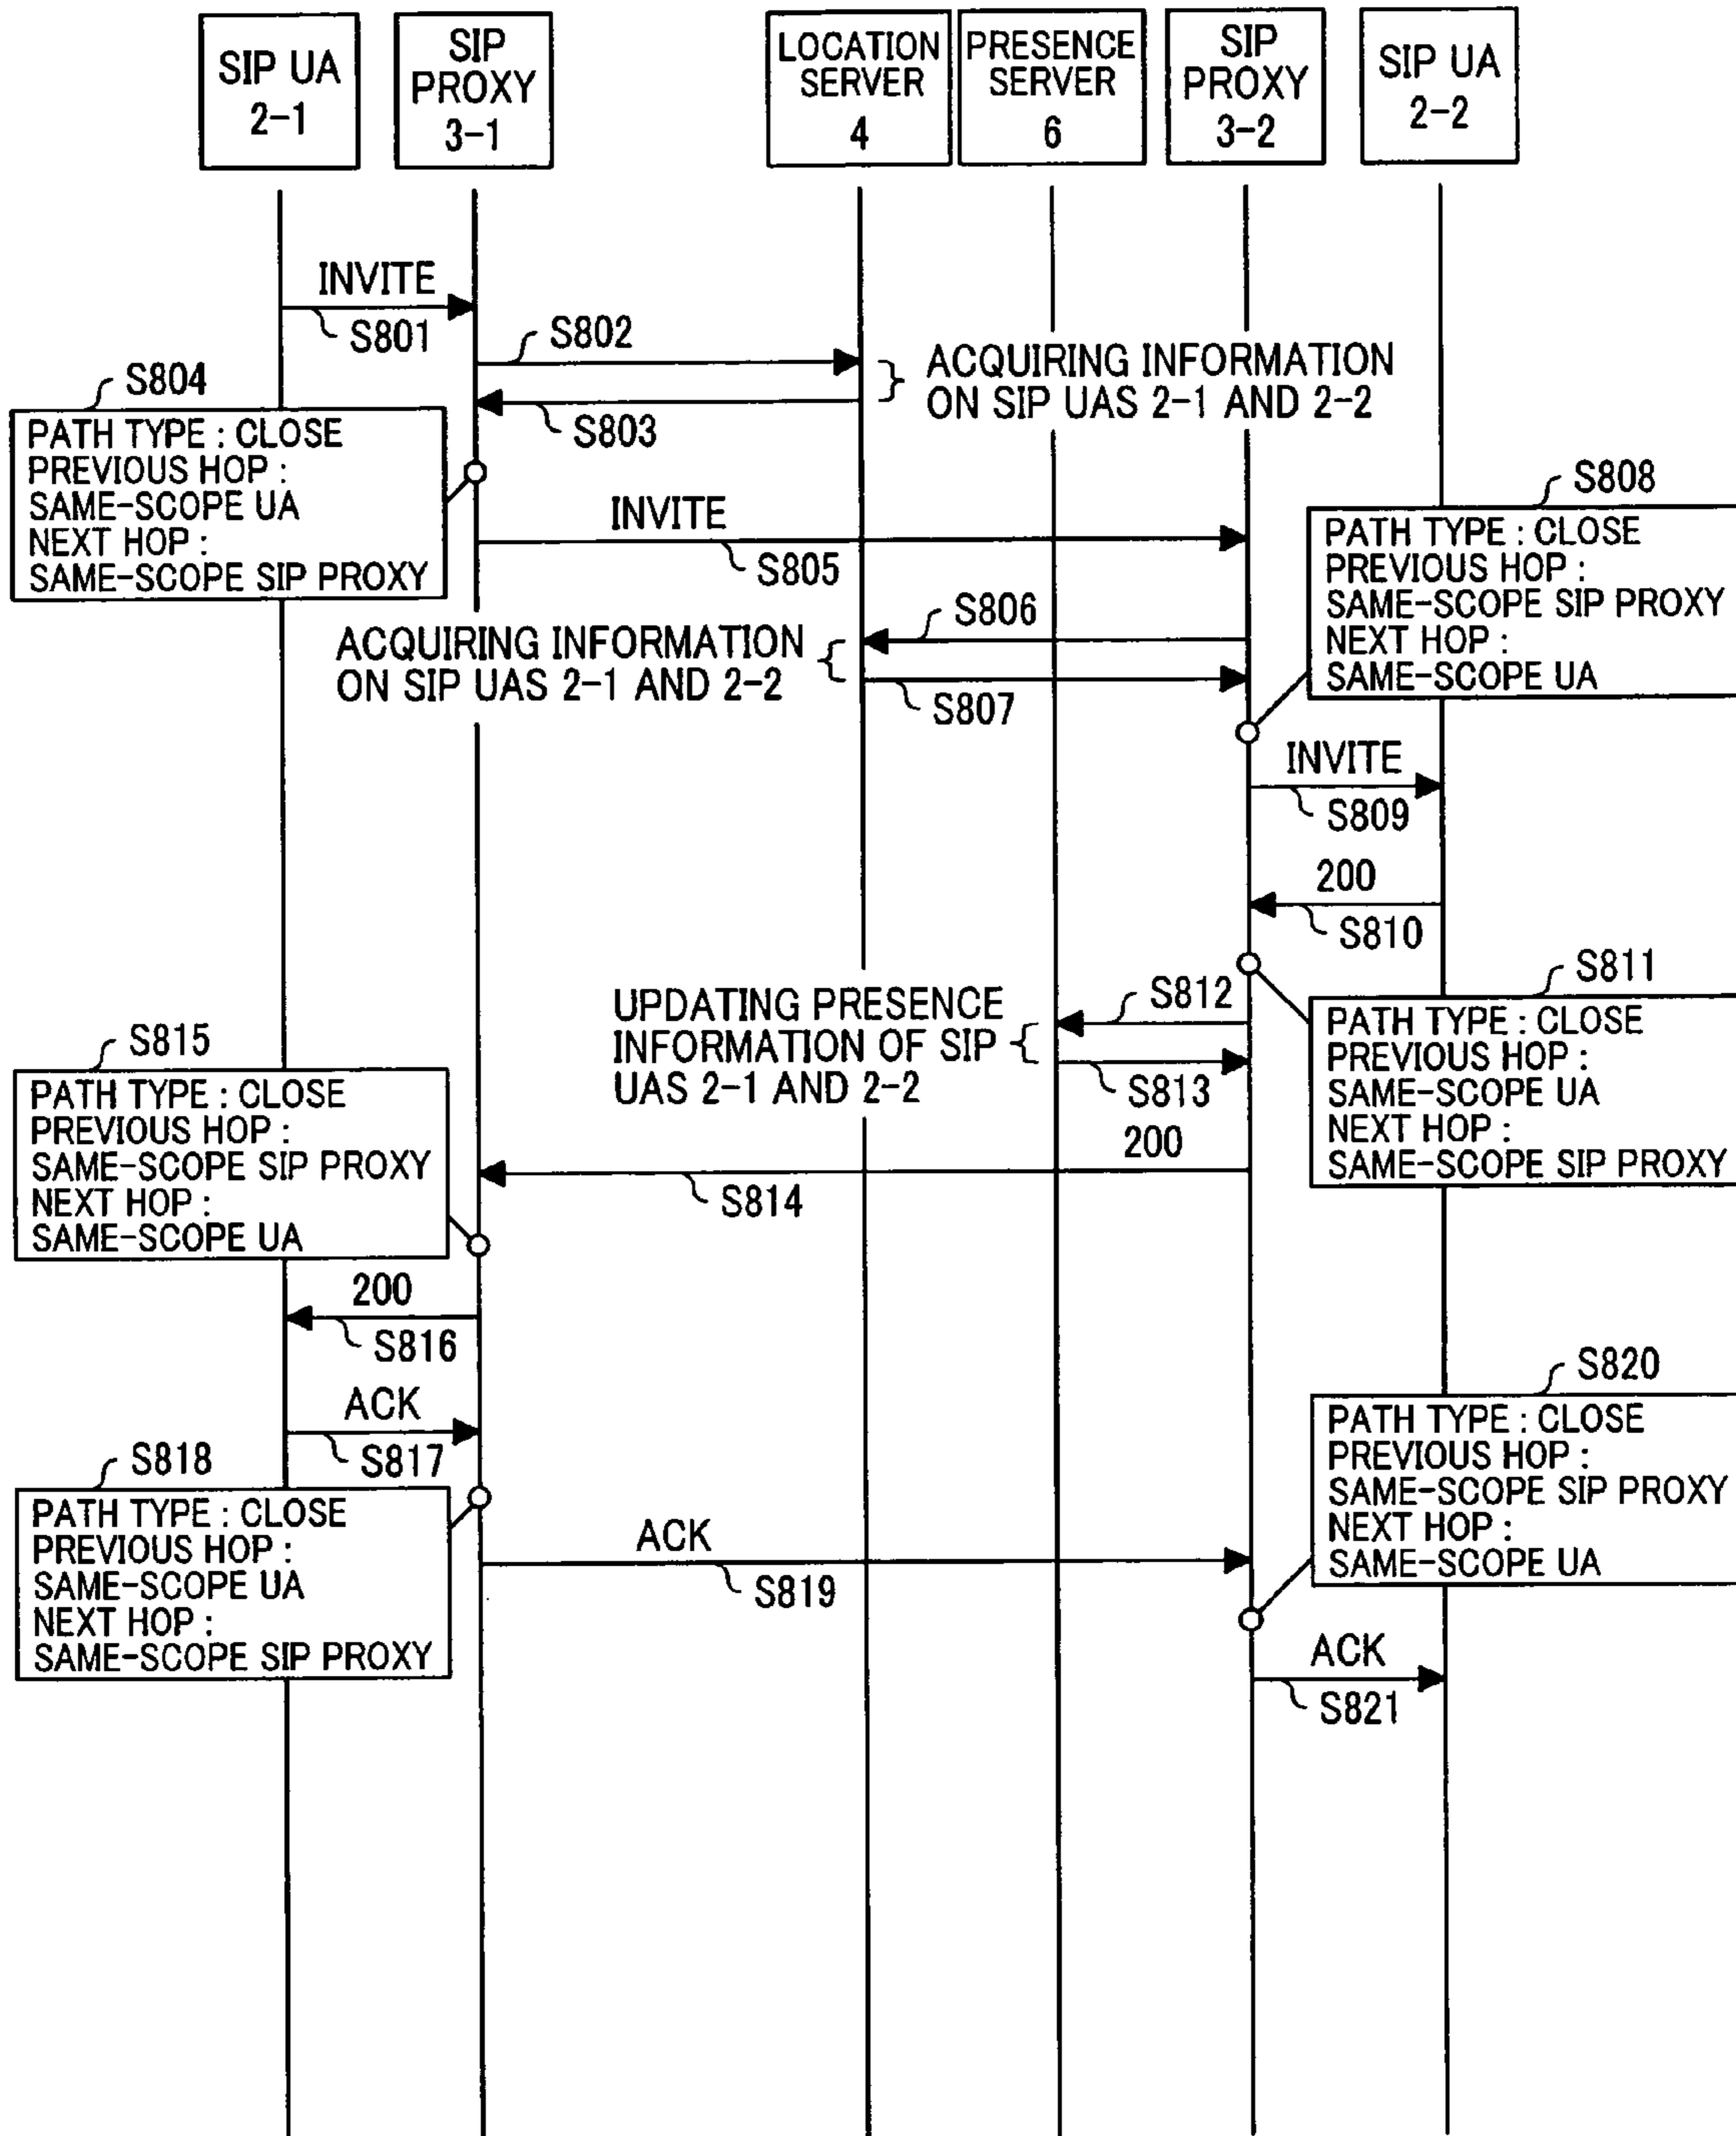 SIP UA
2-1
SIP
PROXY
3-1
LOCATION
SERVER
4
PRESENCE
SERVER
6
SIP
PROXY
3-2
SIP UA
2-2
INVITE
S801
S802
ACQUIRING INFORMATION
ON SIP UAS 2-1 AND 2-2
S803
S804
PATH TYPE : CLOSE
PREVIOUS HOP :
SAME-SCOPE UA
NEXT HOP :
SAME-SCOPE SIP PROXY
INVITE
S805
S806
ACQUIRING INFORMATION
ON SIP UAS 2-1 AND 2-2
S807
S808
PATH TYPE : CLOSE
PREVIOUS HOP :
SAME-SCOPE SIP PROXY
NEXT HOP :
SAME-SCOPE UA
INVITE
S809
200
S810
S811
PATH TYPE : CLOSE
PREVIOUS HOP :
SAME-SCOPE UA
NEXT HOP :
SAME-SCOPE SIP PROXY
S812
UPDATING PRESENCE
INFORMATION OF SIP
UAS 2-1 AND 2-2
S813
200
S814
S815
PATH TYPE : CLOSE
PREVIOUS HOP :
SAME-SCOPE SIP PROXY
NEXT HOP :
SAME-SCOPE UA
200
S816
ACK
S817
S818
PATH TYPE : CLOSE
PREVIOUS HOP :
SAME-SCOPE UA
NEXT HOP :
SAME-SCOPE SIP PROXY
ACK
S819
S820
PATH TYPE : CLOSE
PREVIOUS HOP :
SAME-SCOPE SIP PROXY
NEXT HOP :
SAME-SCOPE UA
ACK
S821